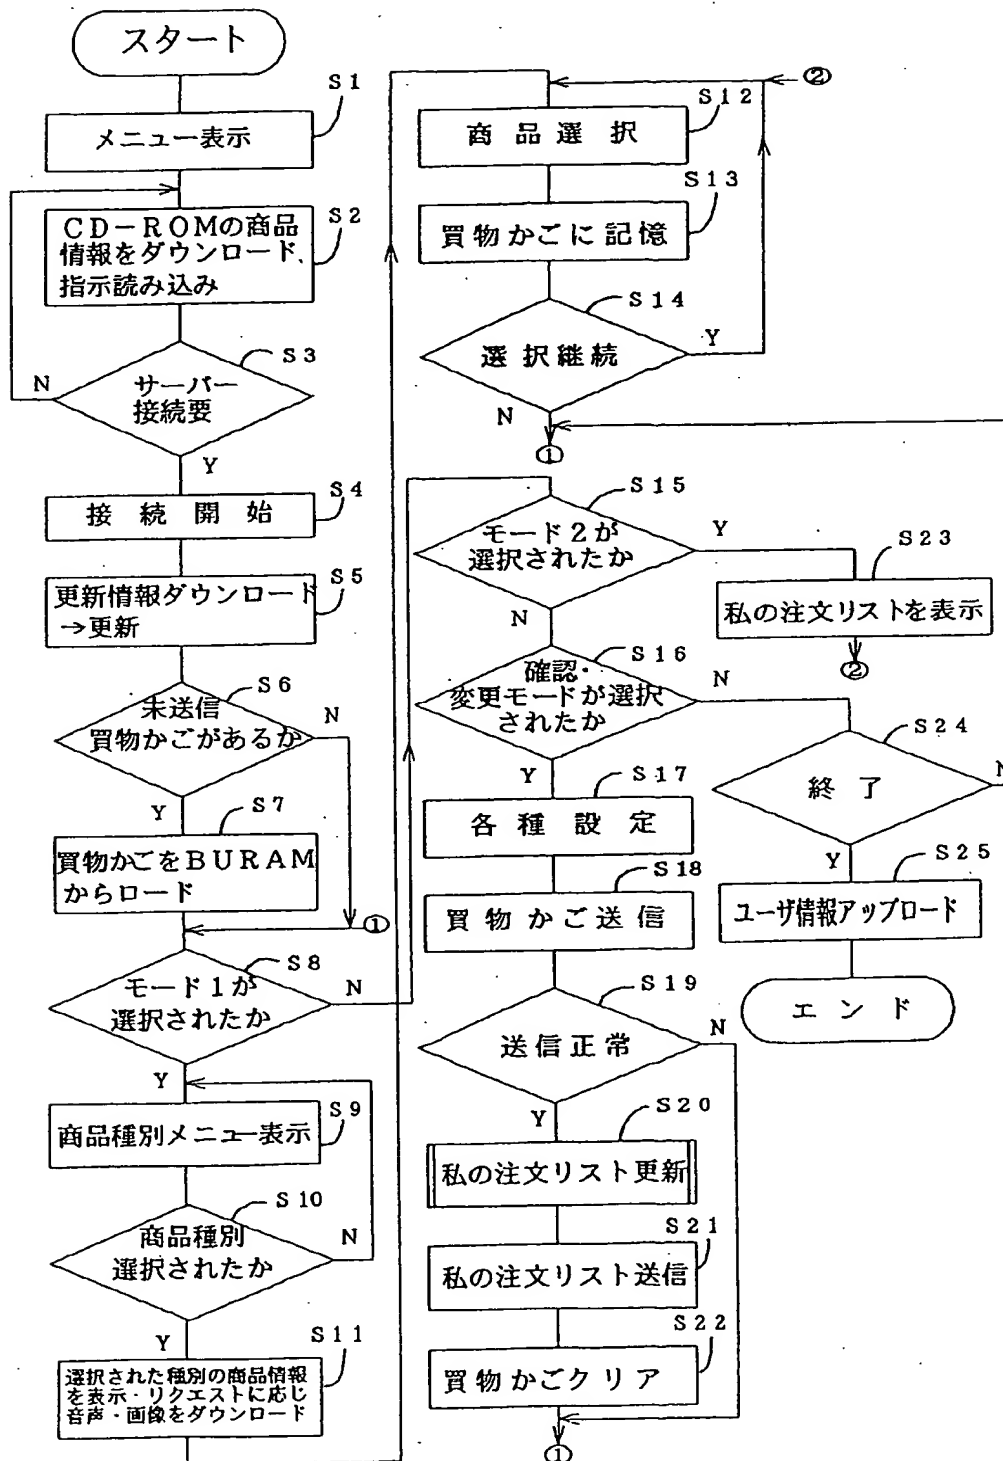 スタート
S1
メニュー表示
S2
CD-ROMの商品
情報をダウンロード、
指示読み込み
S3
サーバー
接続要
N
Y
S4
接続開始
S5
更新情報ダウンロード
→更新
S6
未送信
買物かごがあるか
N
Y
S7
買物かごをBURAM
からロード
①
S8
モード1が
選択されたか
N
Y
S9
商品種別メニュー表示
S10
商品種別
選択されたか
N
Y
S11
選択された種別の商品情報
を表示・リクエストに応じ
音声・画像をダウンロード
②
S12
商品選択
S13
買物かごに記憶
S14
選択継続
Y
N
①
S15
モード2が
選択されたか
Y
N
S23
私の注文リストを表示
②
S16
確認・
変更モードが選択
されたか
N
Y
S24
終了
N
Y
S17
各種設定
S25
ユーザ情報アップロード
エンド
S18
買物かご送信
S19
送信正常
N
Y
S20
私の注文リスト更新
S21
私の注文リスト送信
S22
買物かごクリア
①